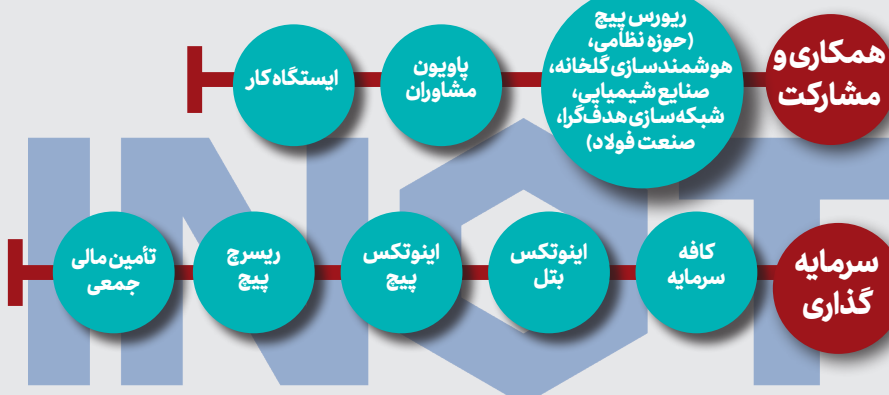 همکاری و
مشارکت
ریورس پیچ
(حوزه نظامی،
هوشمندسازی گلخانه،
صنایع شیمیایی،
شبکه‌سازی هدف‌گرا،
صنعت فولاد)
پاویون
مشاوران
ایستگاه کار
سرمایه
گذاری
کافه
سرمایه
اینوتکس
بتل
اینوتکس
پیچ
ریسرچ
پیچ
تأمین مالی
جمعی
INOT